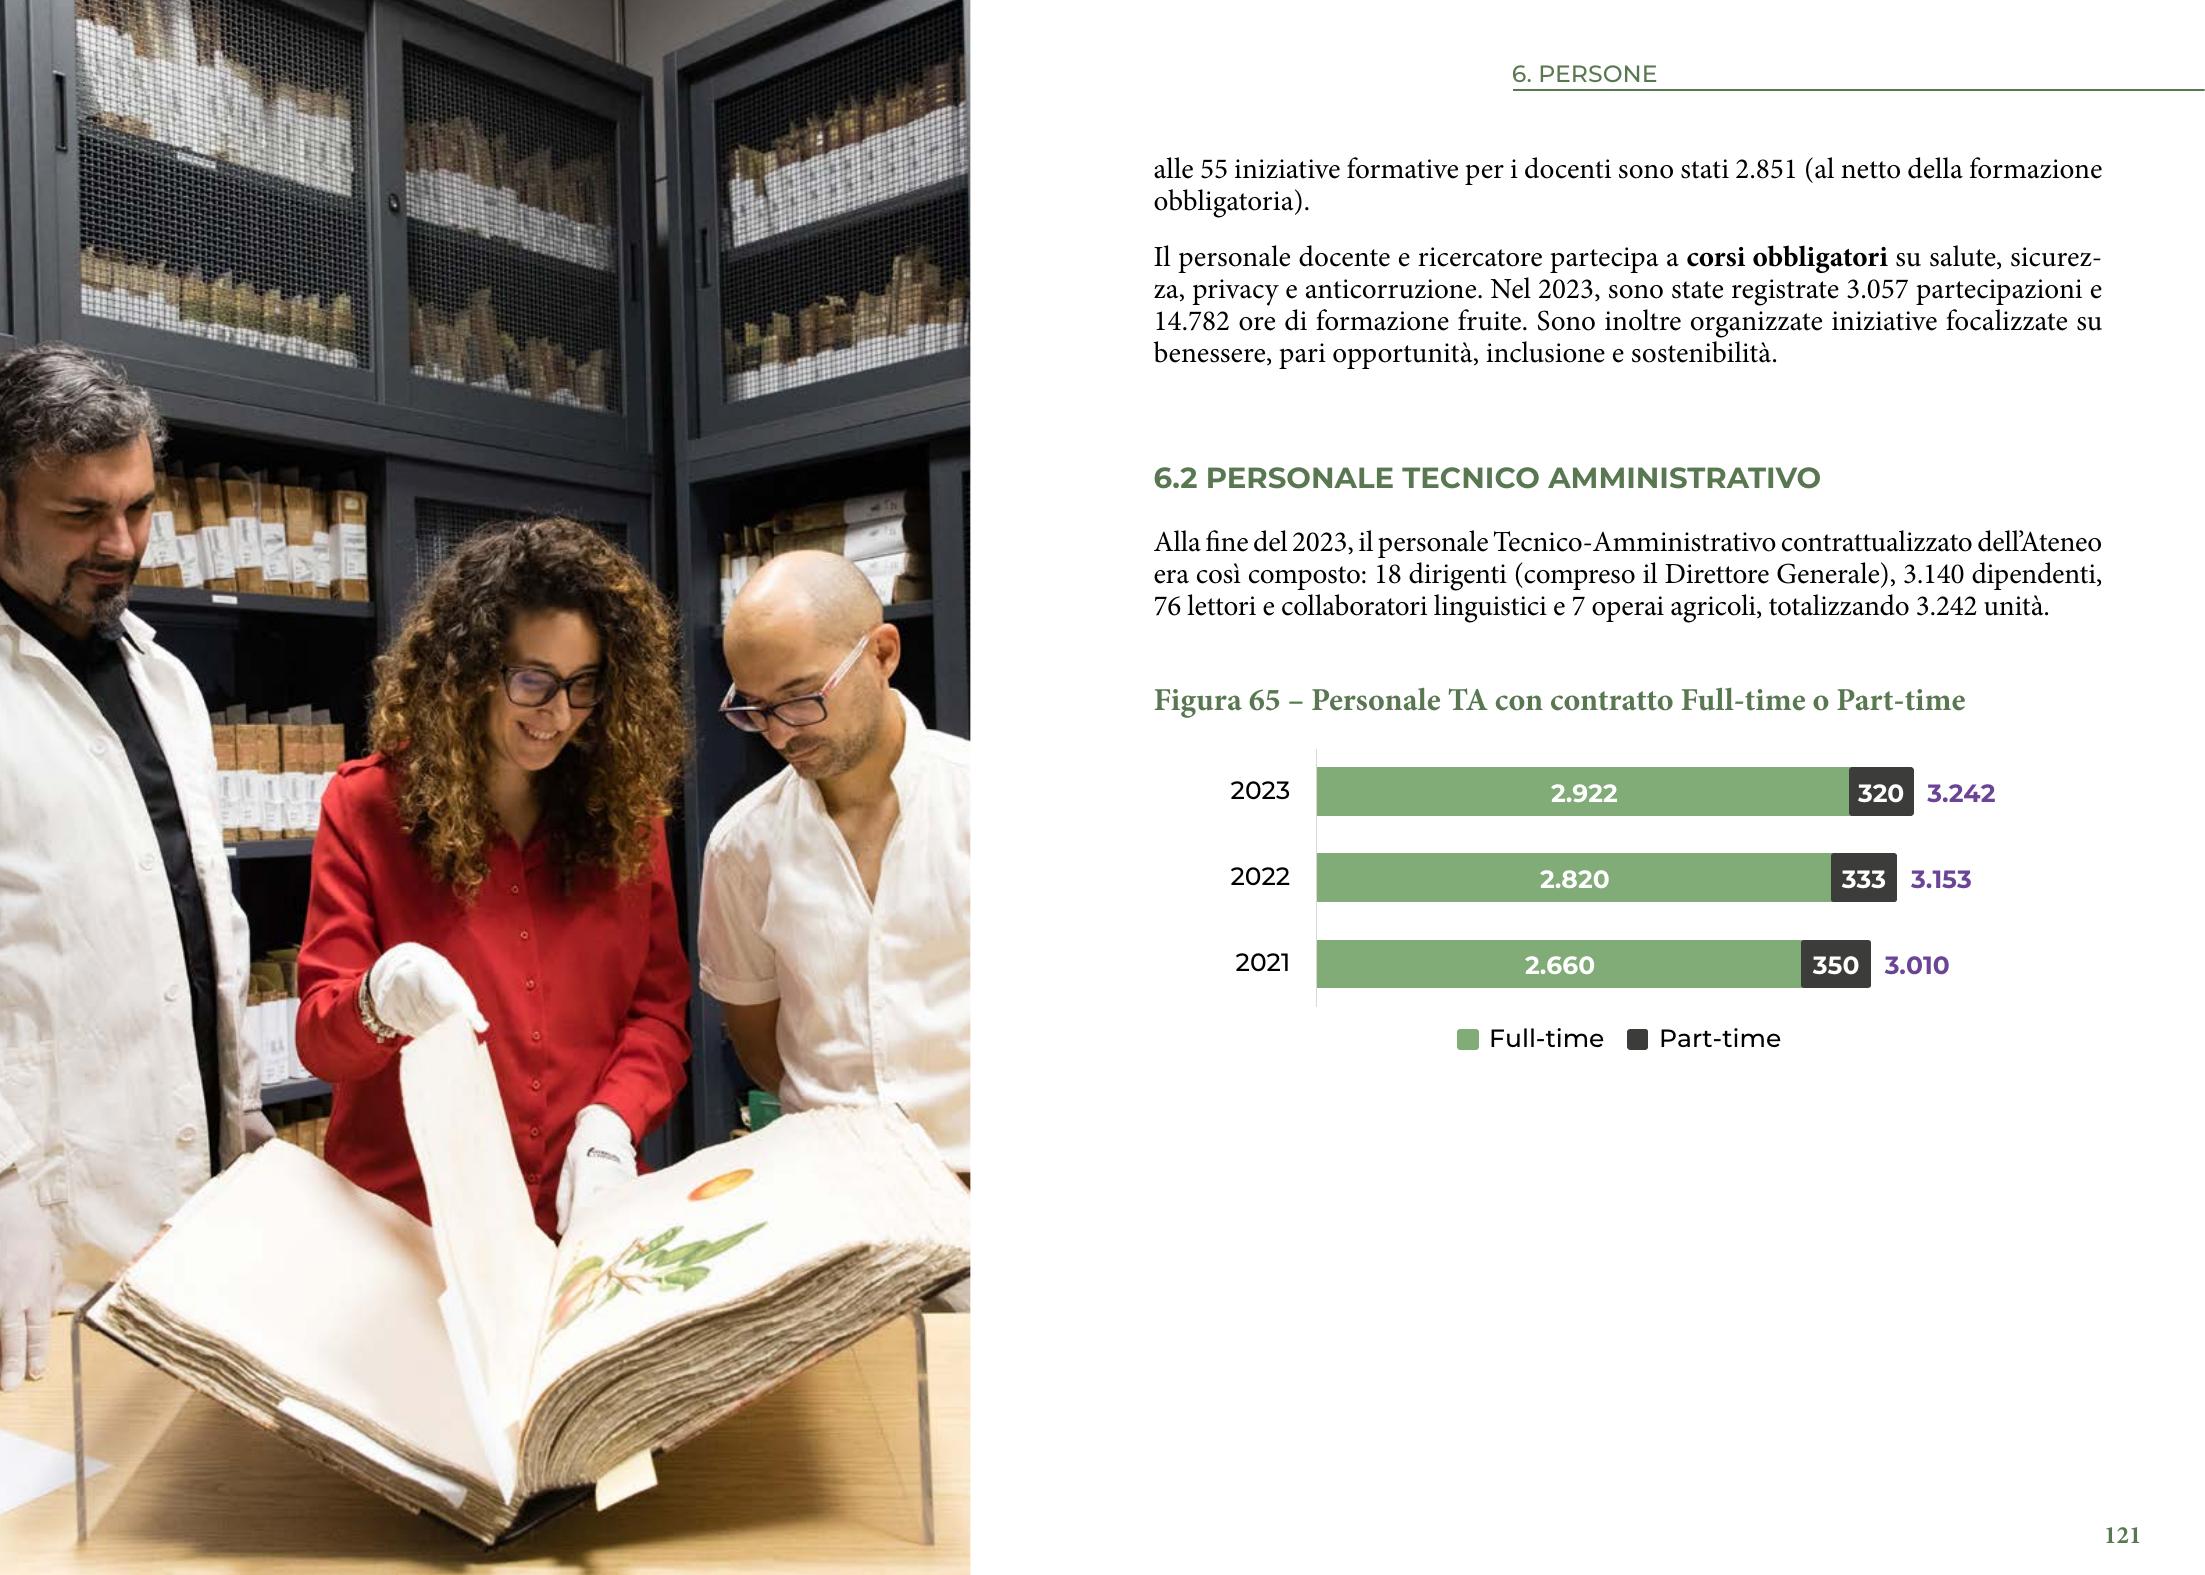 6. PERSONE
alle 55 iniziative formative per i docenti sono stati 2.851 (al netto della formazione
obbligatoria).
Il personale docente e ricercatore partecipa a corsi obbligatori su salute, sicurez-
za, privacy e anticorruzione. Nel 2023, sono state registrate 3.057 partecipazioni e
14.782 ore di formazione fruite. Sono inoltre organizzate iniziative focalizzate su
benessere, pari opportunità, inclusione e sostenibilità.
6.2 PERSONALE TECNICO AMMINISTRATIVO
Alla fine del 2023, il personale Tecnico-Amministrativo contrattualizzato dell’Ateneo
era così composto: 18 dirigenti (compreso il Direttore Generale), 3.140 dipendenti,
76 lettori e collaboratori linguistici e 7 operai agricoli, totalizzando 3.242 unità.
Figura 65 – Personale TA con contratto Full-time o Part-time
2023 2.922 320 3.242
2022 2.820 333 3.153
2021 2.660 350 3.010
Full-time Part-time
121